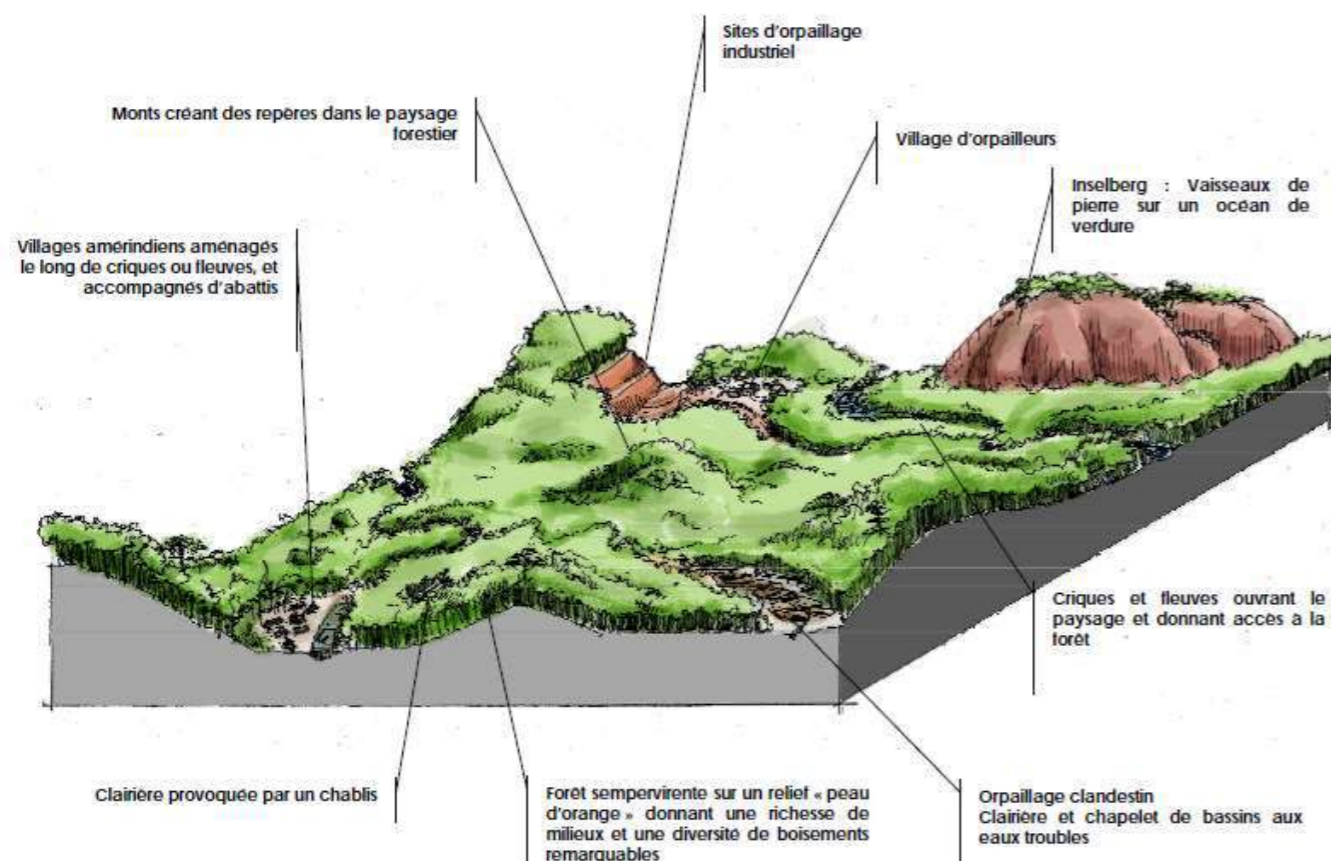 Sites d'orpaillage
industriel
Monts créant des repères dans le paysage
forestier
Village d'orpailleurs
Inselberg : Vaisseaux de
pierre sur un océan de
verdure
Villages amérindiens aménagés
le long de criques ou fleuves, et
accompagnés d'abattis
Criques et fleuves ouvrant le
paysage et donnant accès à la
forêt
Clairière provoquée par un chablis
Forêt sempervirente sur un relief « peau
d'orange » donnant une richesse de
milieux et une diversité de boisements
remarquables
Orpaillage clandestin
Clairière et chapelet de bassins aux
eaux troubles